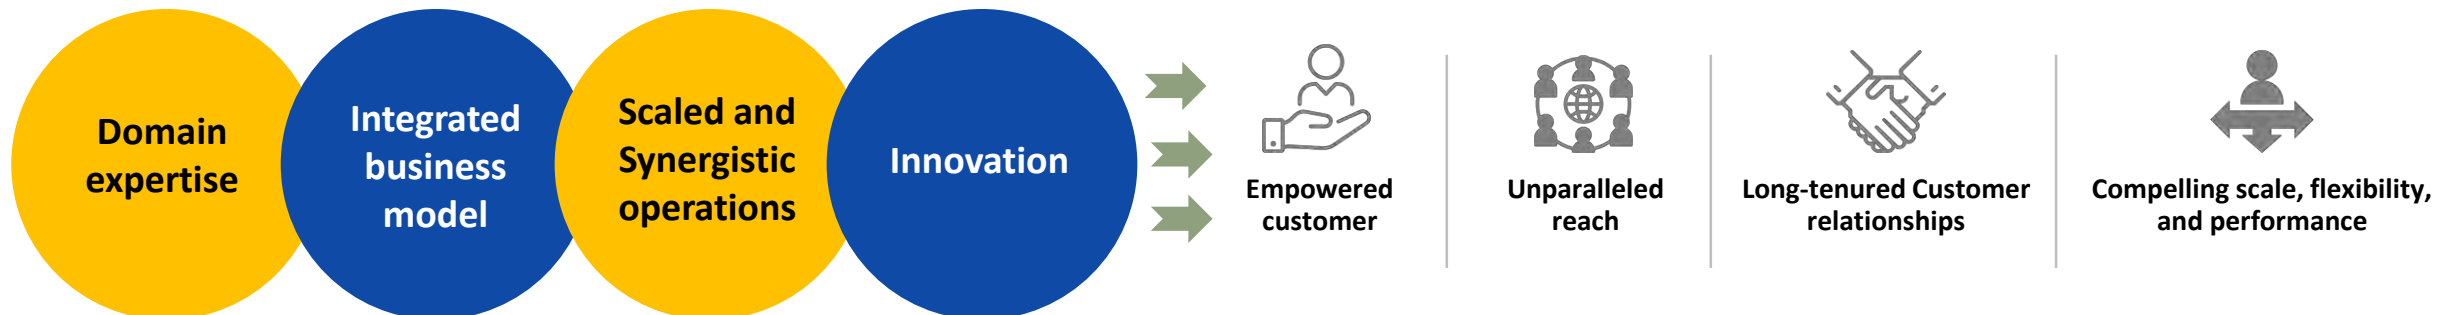 Domain
expertise
Integrated
business
model
Scaled and
Synergistic
operations
Innovation
Empowered
customer
Unparalleled
reach
Long-tenured Customer
relationships
Compelling scale, flexibility,
and performance